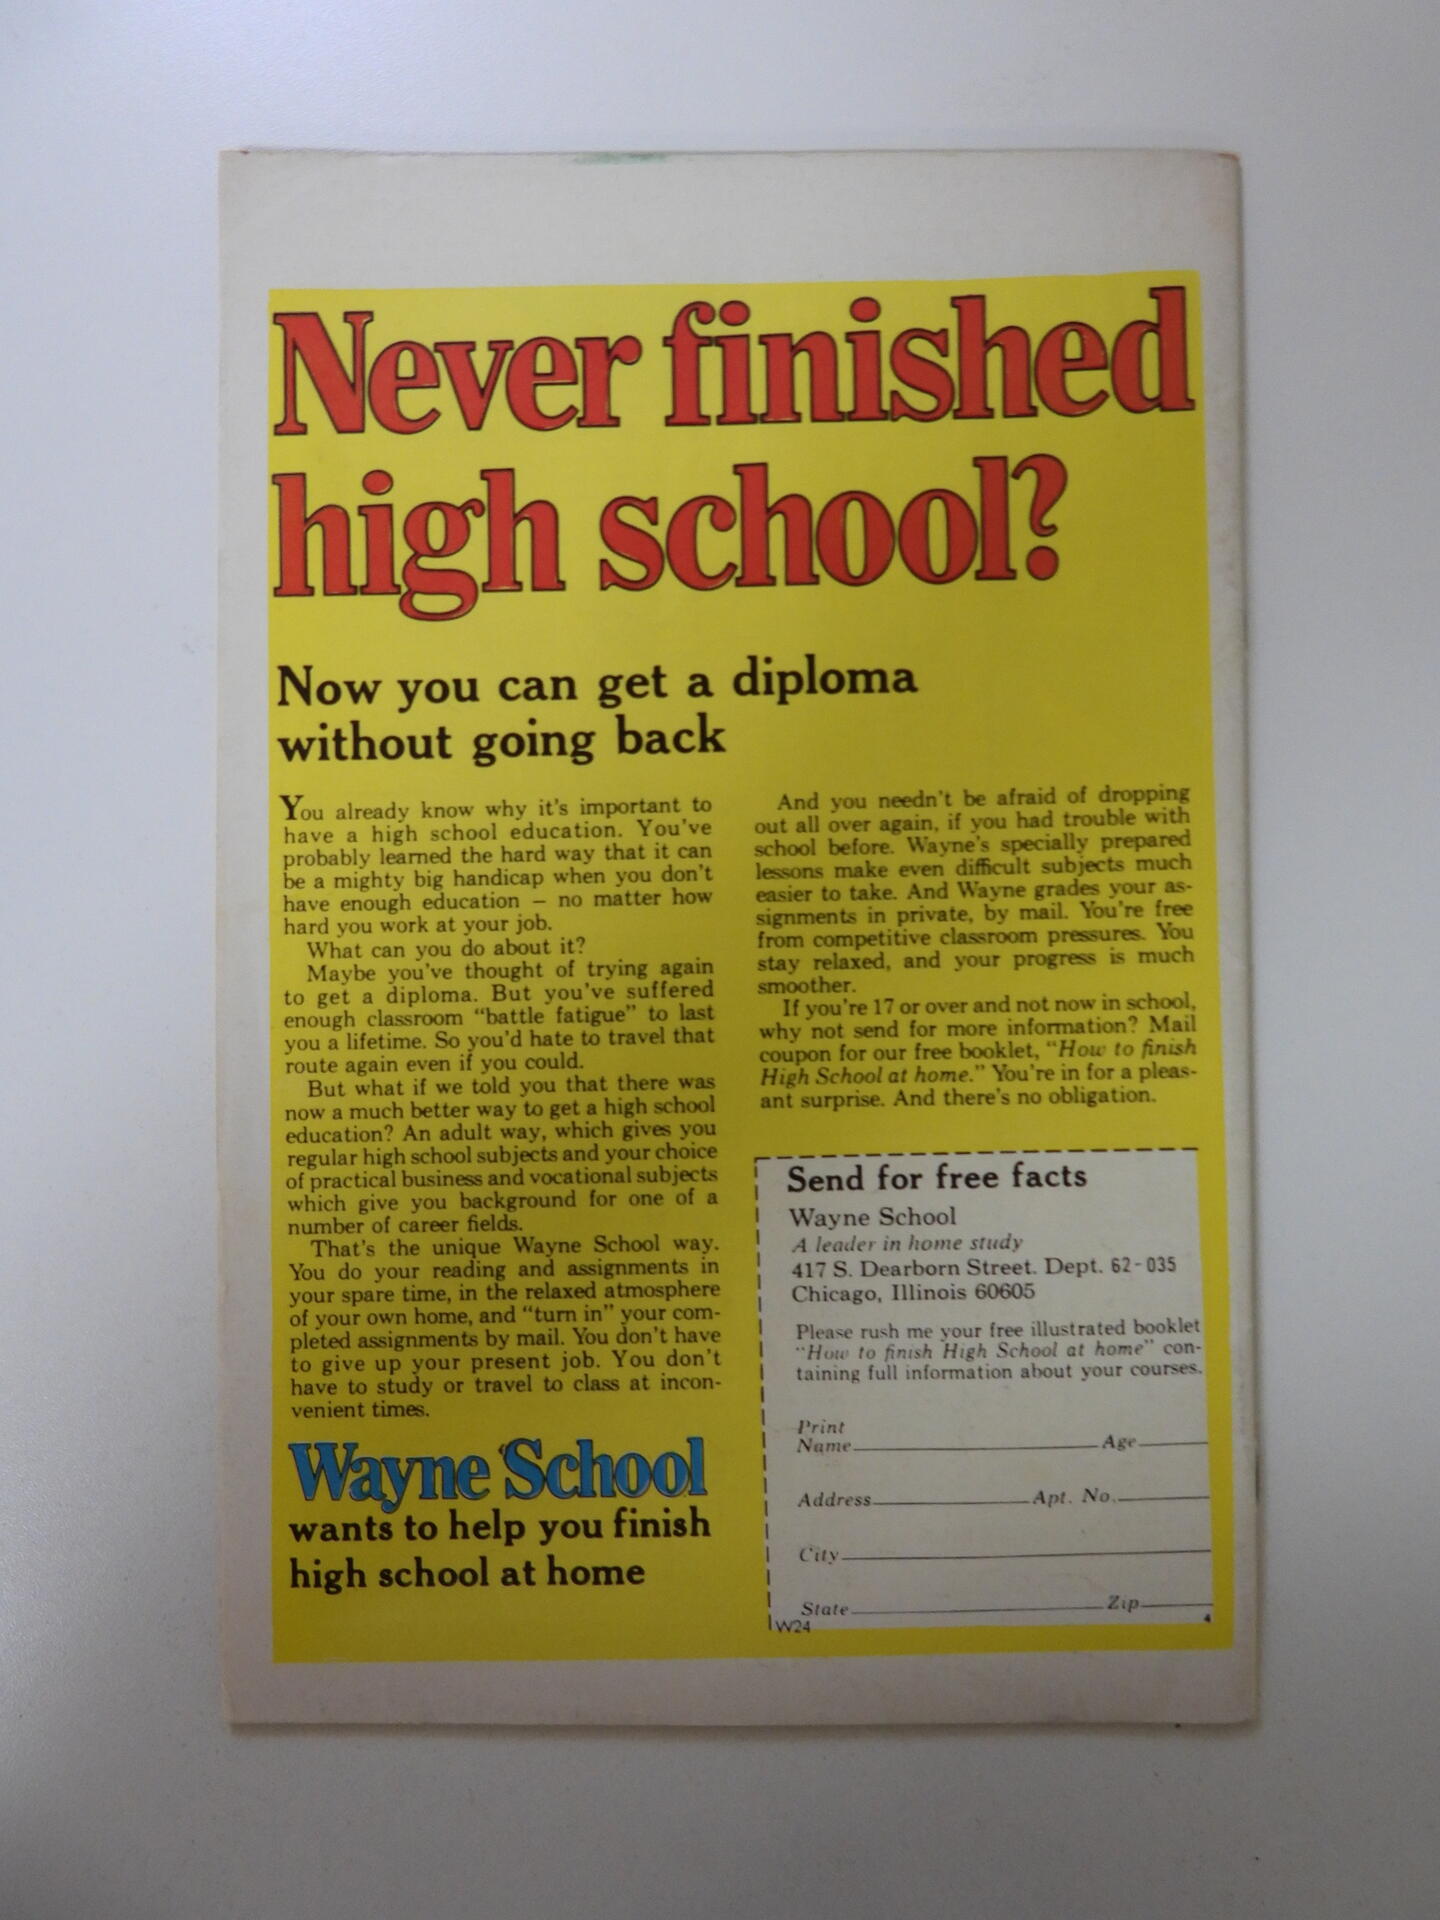 Never finished
high school?
Now you can get a diploma
without going back
You already know why it's important to
have a high school education. You've
probably learned the hard way that it can
be a mighty big handicap when you don't
have enough education – no matter how
hard you work at your job.
What can you do about it?
Maybe you've thought of trying again
to get a diploma. But you've suffered
enough classroom "battle fatigue" to last
you a lifetime. So you'd hate to travel that
route again even if you could.
But what if we told you that there was
now a much better way to get a high school
education? An adult way, which gives you
regular high school subjects and your choice
of practical business and vocational subjects
which give you background for one of a
number of career fields.
That's the unique Wayne School way.
You do your reading and assignments in
your spare time, in the relaxed atmosphere
of your own home, and "turn in" your com-
pleted assignments by mail. You don't have
to give up your present job. You don't
have to study or travel to class at incon-
venient times.
Wayne School
wants to help you finish
high school at home
And you needn't be afraid of dropping
out all over again, if you had trouble with
school before. Wayne's specially prepared
lessons make even difficult subjects much
easier to take. And Wayne grades your as-
signments in private, by mail. You're free
from competitive classroom pressures. You
stay relaxed, and your progress is much
smoother.
If you're 17 or over and not now in school,
why not send for more information? Mail
coupon for our free booklet, "How to finish
High School at home." You're in for a pleas-
ant surprise. And there's no obligation.
Send for free facts
Wayne School
A leader in home study
417 S. Dearborn Street. Dept. 62-035
Chicago, Illinois 60605
Please rush me your free illustrated booklet
"How to finish High School at home" con-
taining full information about your courses.
Print
Name Age
Address Apt. No.
City
State Zip
W24 4